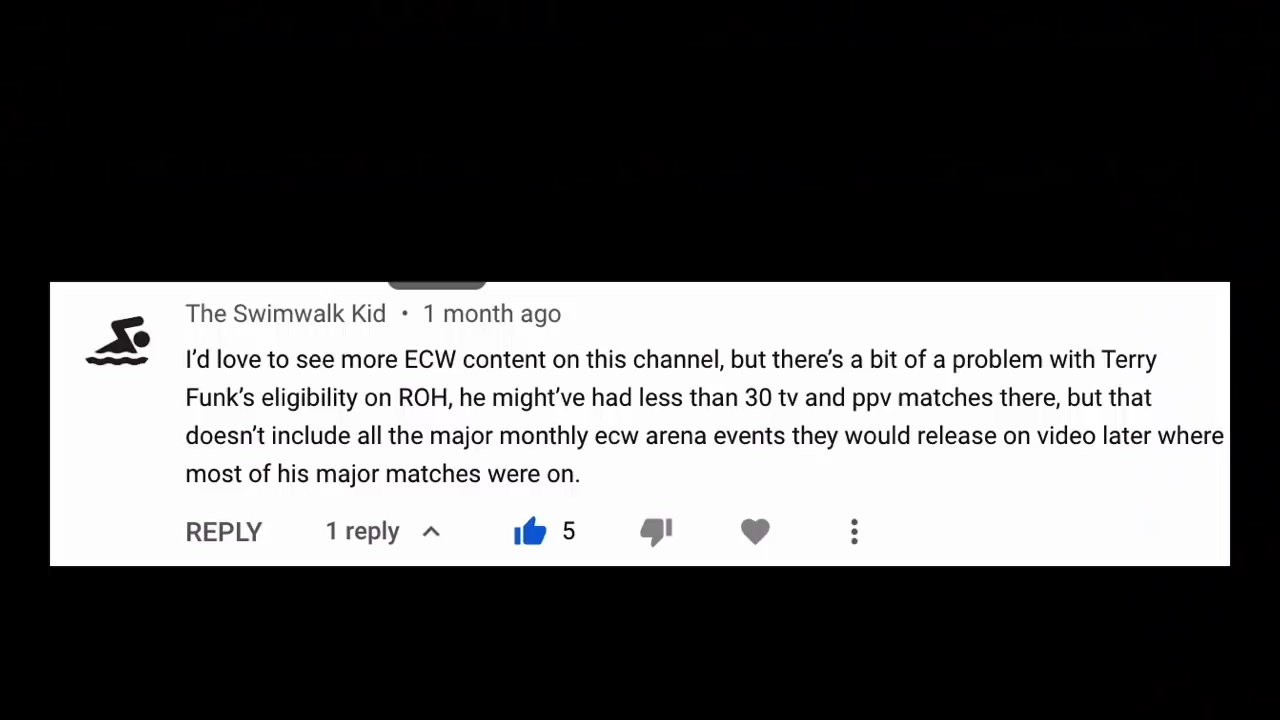 The Swimwalk Kid • 1 month ago
I'd love to see more ECW content on this channel, but there's a bit of a problem with Terry
Funk's eligibility on ROH, he might've had less than 30 tv and ppv matches there, but that
doesn't include all the major monthly ecw arena events they would release on video later where
most of his major matches were on.
REPLY 1 reply 5